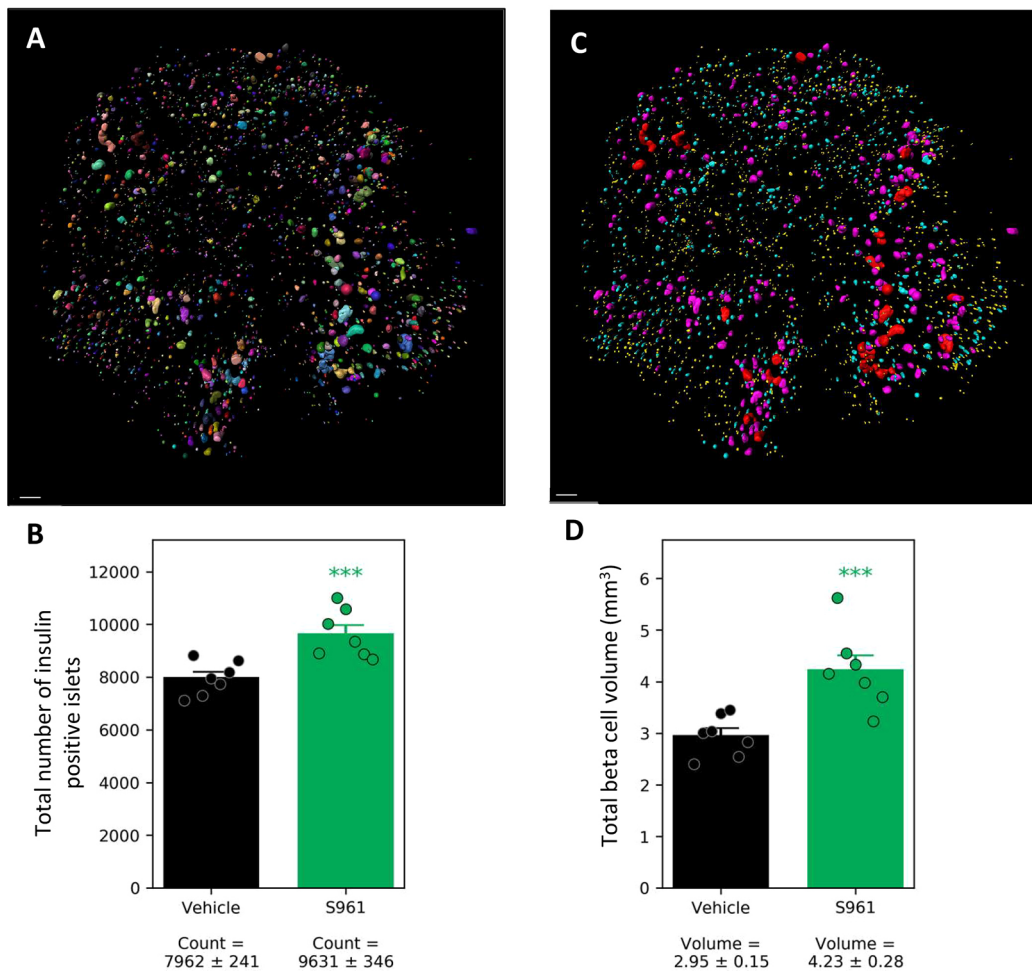 A
C
B
Total number of insulin
positive islets
12000
10000
8000
6000
4000
2000
0
***
Vehicle
S961
Count =
7962 ± 241
Count =
9631 ± 346
D
Total beta cell volume (mm³)
6
5
4
3
2
1
0
***
Vehicle
S961
Volume =
2.95 ± 0.15
Volume =
4.23 ± 0.28